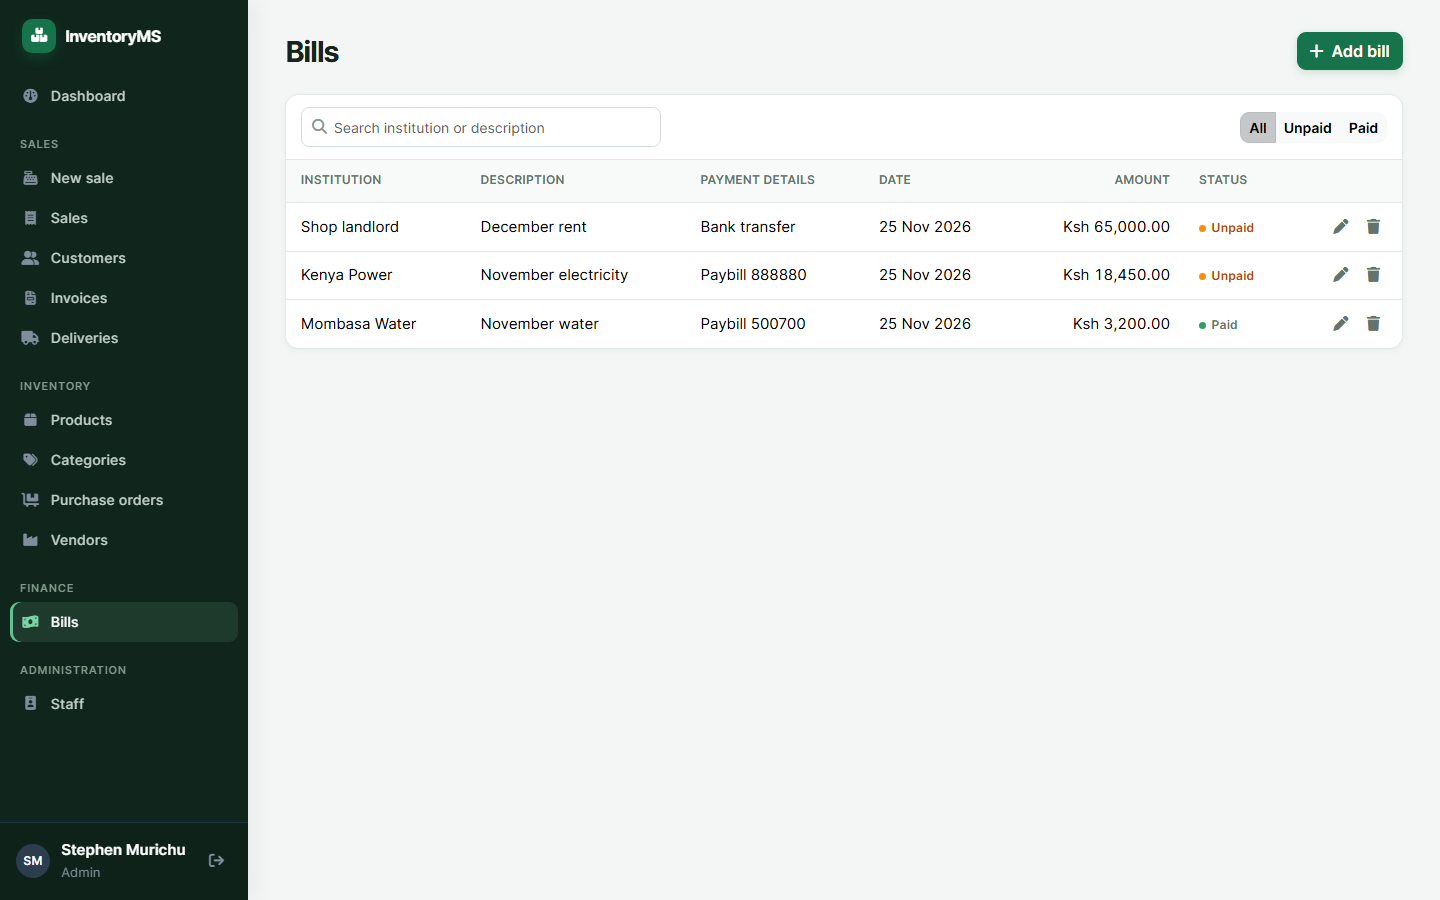 InventoryMS
Dashboard
SALES
New sale
Sales
Customers
Invoices
Deliveries
INVENTORY
Products
Categories
Purchase orders
Vendors
FINANCE
Bills
ADMINISTRATION
Staff
SM
Stephen Murichu
Admin
Bills
Add bill
Search institution or description
All Unpaid Paid
INSTITUTION DESCRIPTION PAYMENT DETAILS DATE AMOUNT STATUS
Shop landlord December rent Bank transfer 25 Nov 2026 Ksh 65,000.00 Unpaid
Kenya Power November electricity Paybill 888880 25 Nov 2026 Ksh 18,450.00 Unpaid
Mombasa Water November water Paybill 500700 25 Nov 2026 Ksh 3,200.00 Paid